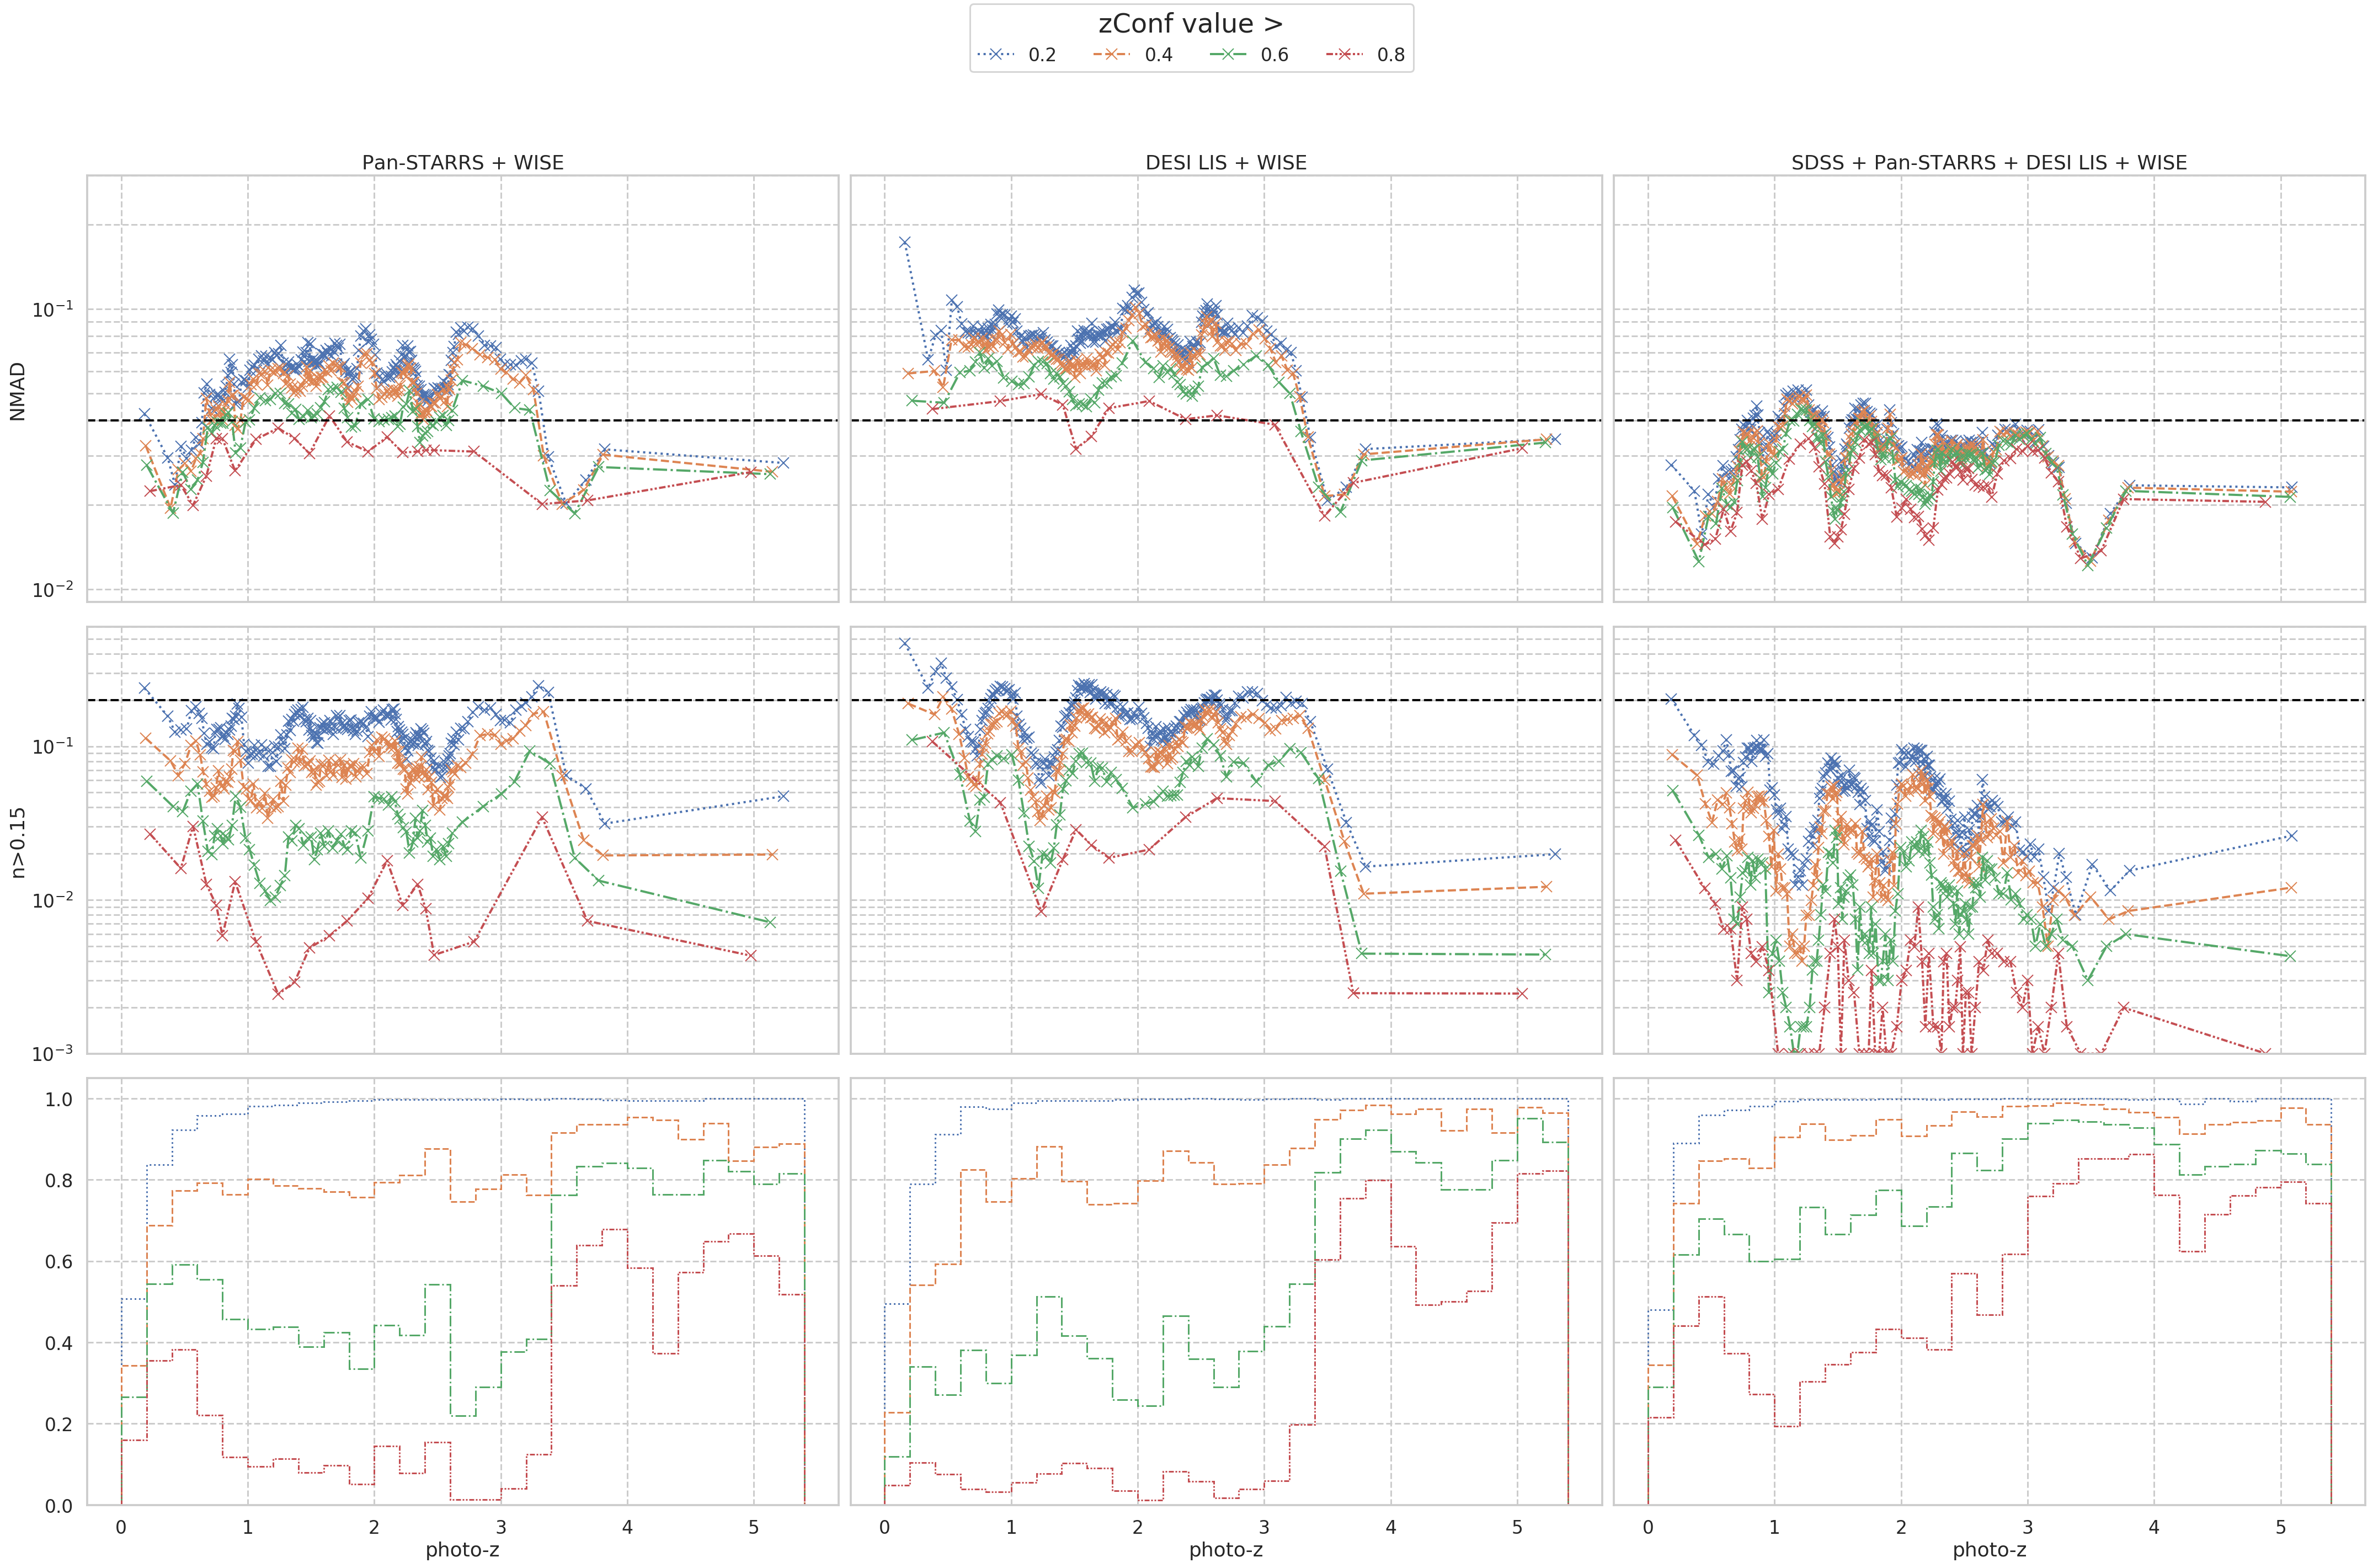 zConf value >
0.2 0.4 0.6 0.8
Pan-STARRS + WISE DESI LIS + WISE SDSS + Pan-STARRS + DESI LIS + WISE
NMAD
10⁻¹
10⁻²
n>0.15
10⁻¹
10⁻²
10⁻³
1.0
0.8
0.6
0.4
0.2
0.0
0 1 2 3 4 5 0 1 2 3 4 5 0 1 2 3 4 5
photo-z photo-z photo-z